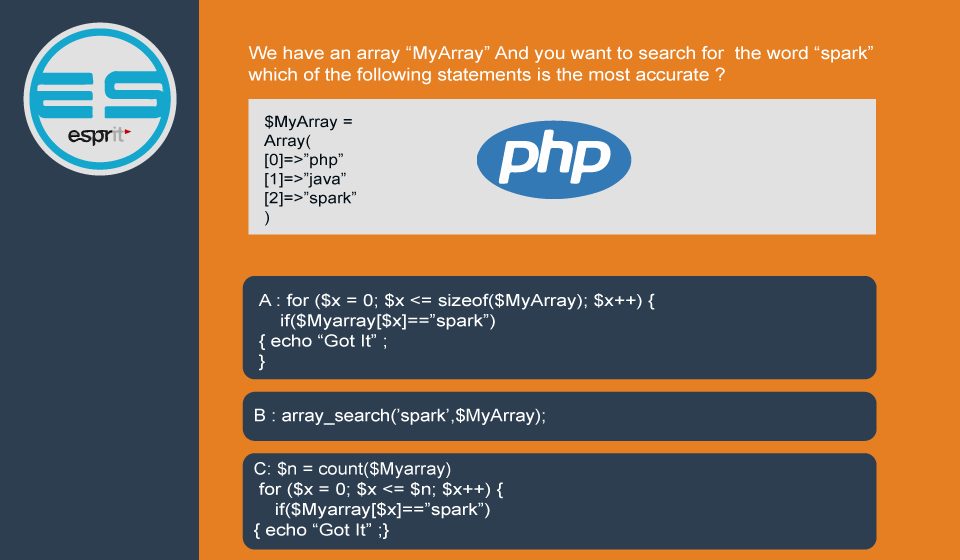 ES
esprit
We have an array “MyArray” And you want to search for  the word “spark”
which of the following statements is the most accurate ?
$MyArray =
Array(
[0]=>”php”
[1]=>”java”
[2]=>”spark”
)
php
A : for ($x = 0; $x <= sizeof($MyArray); $x++) {
if($Myarray[$x]==”spark”)
{ echo “Got It” ;
}
B : array_search(’spark’,$MyArray);
C: $n = count($Myarray)
for ($x = 0; $x <= $n; $x++) {
if($Myarray[$x]==”spark”)
{ echo “Got It” ;}